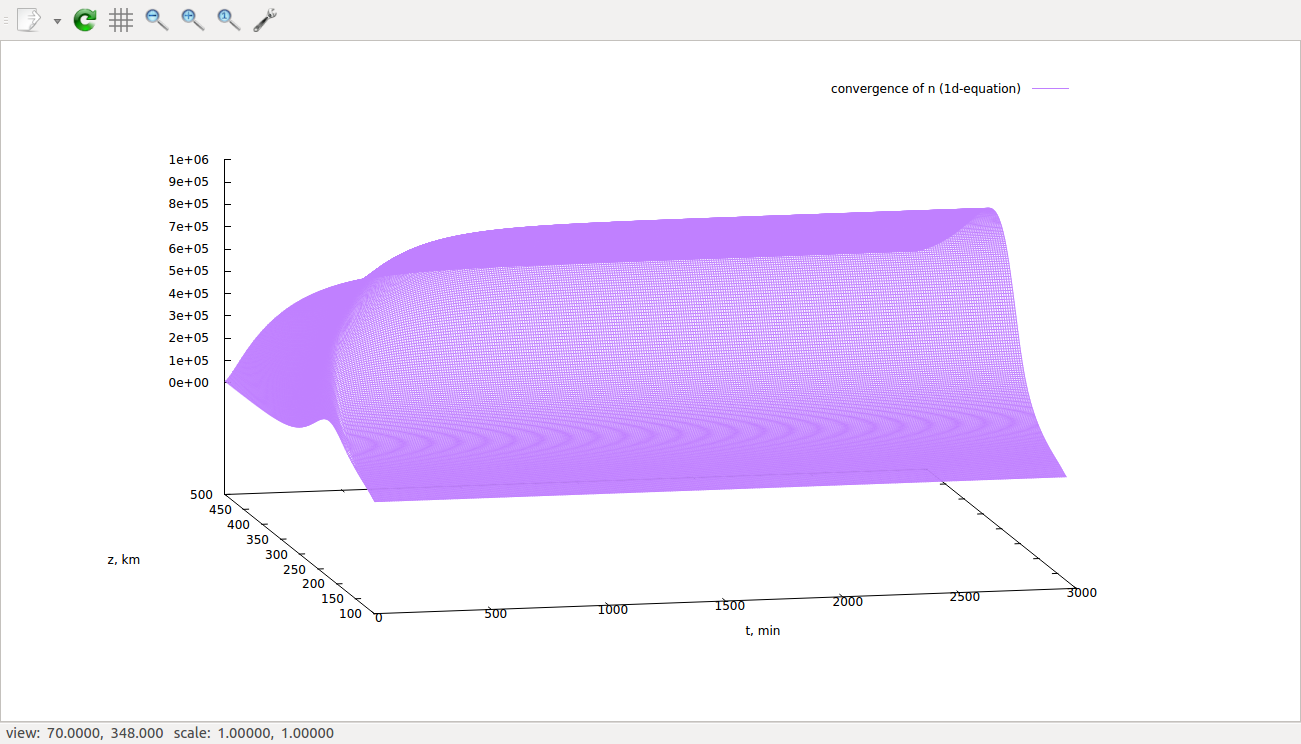 convergence of n (1d-equation)
1e+06
9e+05
8e+05
7e+05
6e+05
5e+05
4e+05
3e+05
2e+05
1e+05
0e+00
500
450
400
350
300
250
200
150
100
z, km
0
500
1000
1500
2000
2500
3000
t, min
view: 70.0000, 348.000 scale: 1.00000, 1.00000